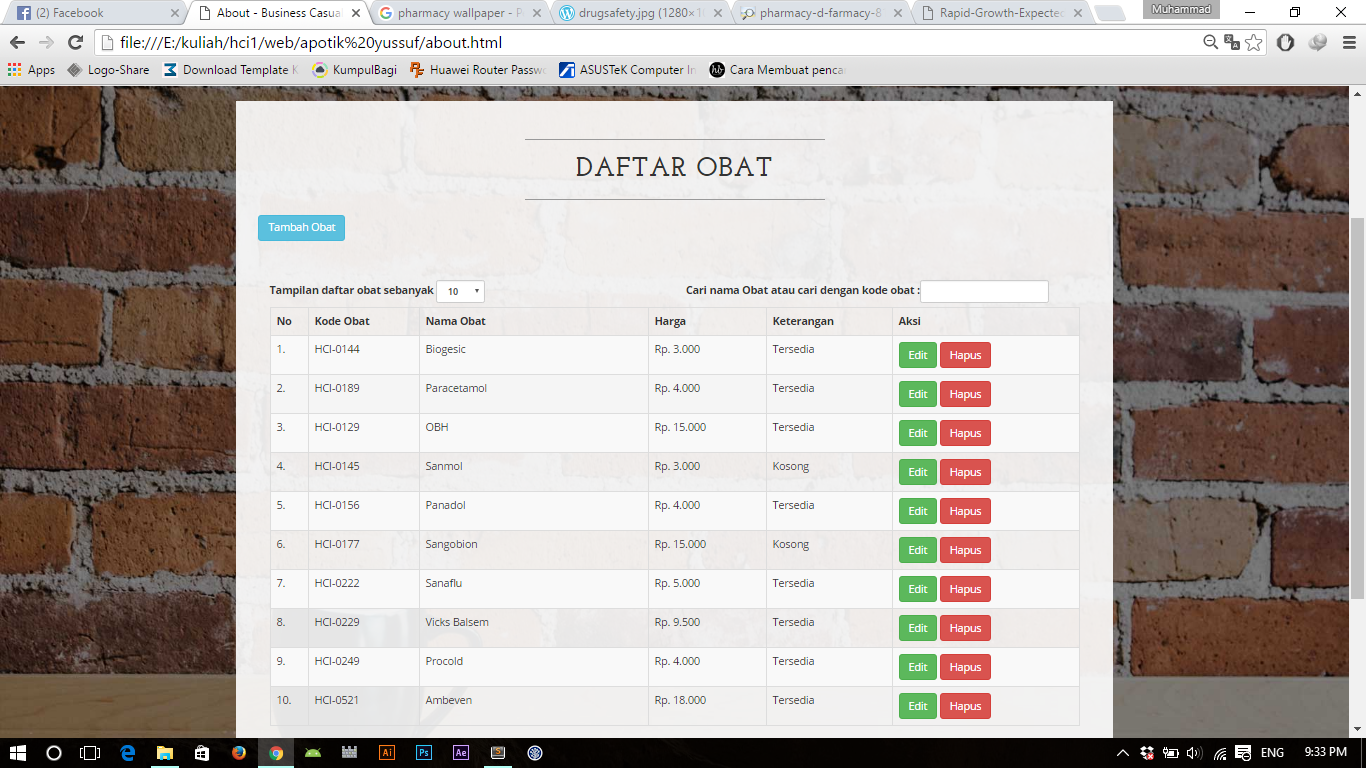 (2) Facebook
About - Business Casual
pharmacy wallpaper - P
drugsafety.jpg (1280×1
pharmacy-d-farmacy-8
Rapid-Growth-Expected
Muhammad
file:///E:/kuliah/hci1/web/apotik%20yussuf/about.html
Apps
Logo-Share
Download Template K
KumpulBagi
Huawei Router Passwo
ASUSTeK Computer In
Cara Membuat penca
DAFTAR OBAT
Tambah Obat
Tampilan daftar obat sebanyak 10
Cari nama Obat atau cari dengan kode obat :
No Kode Obat Nama Obat Harga Keterangan Aksi
1. HCI-0144 Biogesic Rp. 3.000 Tersedia Edit Hapus
2. HCI-0189 Paracetamol Rp. 4.000 Tersedia Edit Hapus
3. HCI-0129 OBH Rp. 15.000 Tersedia Edit Hapus
4. HCI-0145 Sanmol Rp. 3.000 Kosong Edit Hapus
5. HCI-0156 Panadol Rp. 4.000 Tersedia Edit Hapus
6. HCI-0177 Sangobion Rp. 15.000 Kosong Edit Hapus
7. HCI-0222 Sanaflu Rp. 5.000 Tersedia Edit Hapus
8. HCI-0229 Vicks Balsem Rp. 9.500 Tersedia Edit Hapus
9. HCI-0249 Procold Rp. 4.000 Tersedia Edit Hapus
10. HCI-0521 Ambeven Rp. 18.000 Tersedia Edit Hapus
Ai
Ps
Ae
ENG
9:33 PM